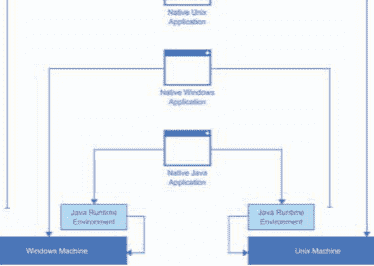 Native Unix
Application
Native Windows
Application
Native Java
Application
Java Runtime
Environment
Java Runtime
Environment
Windows Machine
Unix Machine